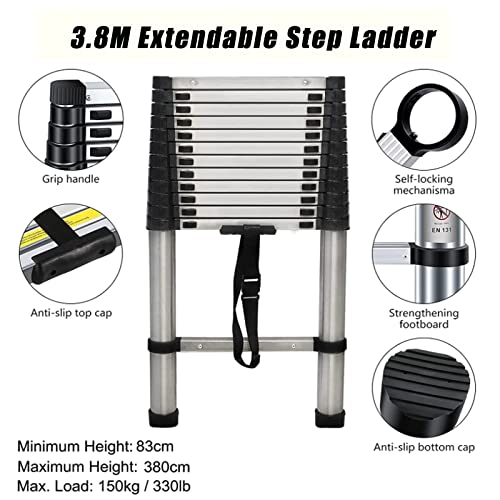 3.8M Extendable Step Ladder
Grip handle
Self-locking
mechanisma
EN 131
Anti-slip top cap
Strengthening
footboard
Anti-slip bottom cap
Minimum Height: 83cm
Maximum Height: 380cm
Max. Load: 150kg / 330lb